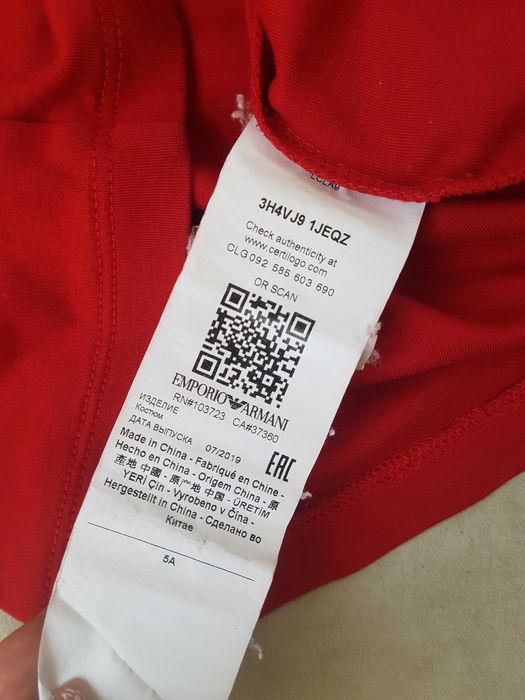 LCLA9
3H4VJ9 1JEQZ
Check authenticity at
www.certilogo.com
CLG 092 585 603 690
OR SCAN
EMPORIO ARMANI
RN#103723 CA#37360
ИЗДЕЛИЕ
Костюм
ДАТА ВЫПУСКА 07/2019
EAC
Made in China - Fabriqué en Chine -
Hecho en China - Origem China - 原
產地 中國 - 原产地 中国 - ÜRETİM
YERİ Çin - Vyrobeno v Čína -
Hergestellt in China - Сделано во
Китае
5A